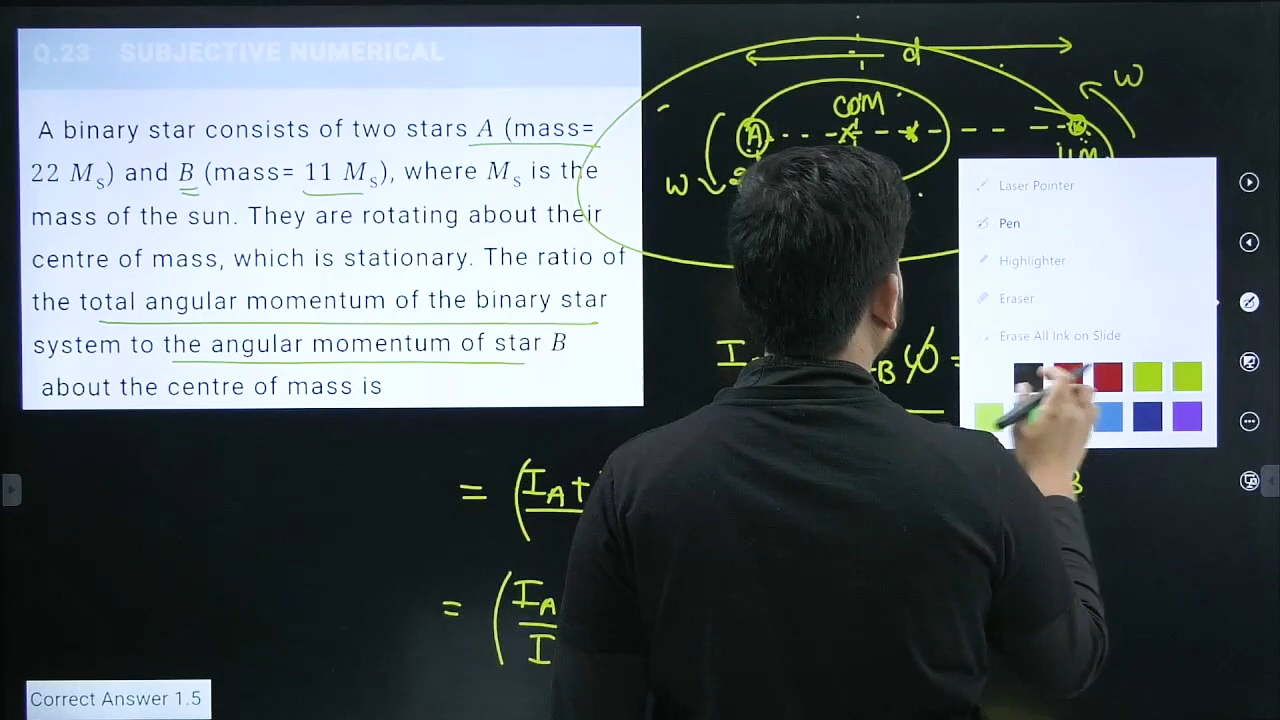 Q.23 SUBJECTIVE NUMERICAL
A binary star consists of two stars A (mass=
22 Mₛ) and B (mass= 11 Mₛ), where Mₛ is the
mass of the sun. They are rotating about their
centre of mass, which is stationary. The ratio of
the total angular momentum of the binary star
system to the angular momentum of star B
about the centre of mass is
Correct Answer 1.5
d
COM
A
ω
ω
Laser Pointer
Pen
Highlighter
Eraser
Erase All Ink on Slide
I
B ω =
= (I_A +
= (I_A
I
B